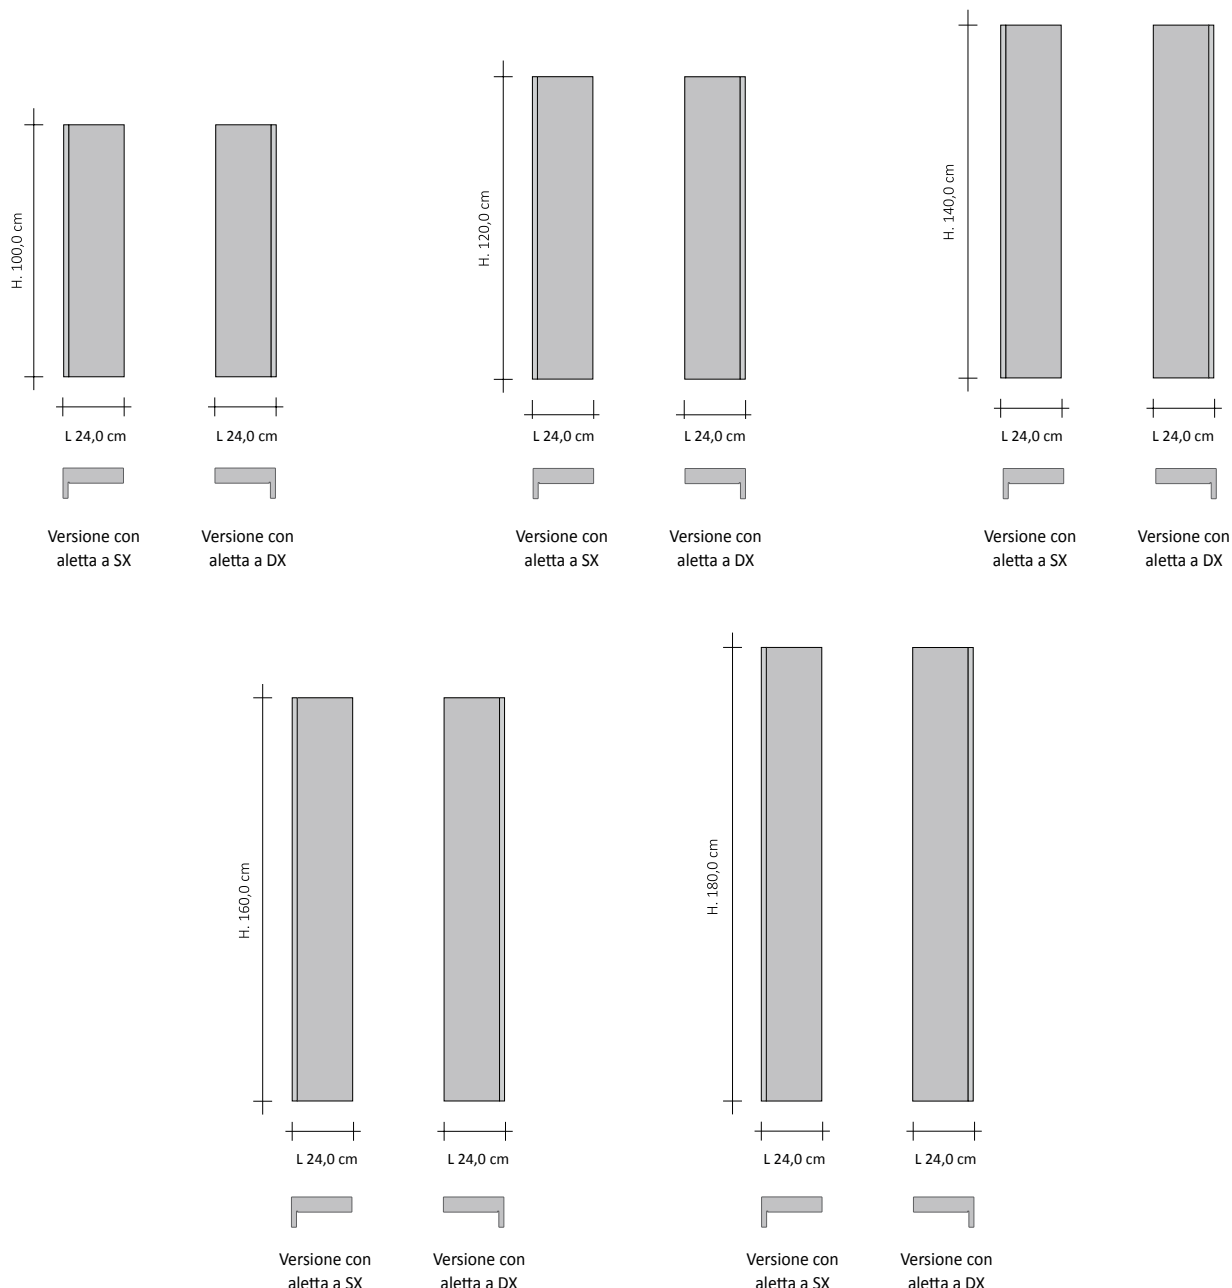 H. 100,0 cm
L 24,0 cm
L 24,0 cm
Versione con
aletta a SX
Versione con
aletta a DX
H. 120,0 cm
L 24,0 cm
L 24,0 cm
Versione con
aletta a SX
Versione con
aletta a DX
H. 140,0 cm
L 24,0 cm
L 24,0 cm
Versione con
aletta a SX
Versione con
aletta a DX
H. 160,0 cm
L 24,0 cm
L 24,0 cm
Versione con
aletta a SX
Versione con
aletta a DX
H. 180,0 cm
L 24,0 cm
L 24,0 cm
Versione con
aletta a SX
Versione con
aletta a DX